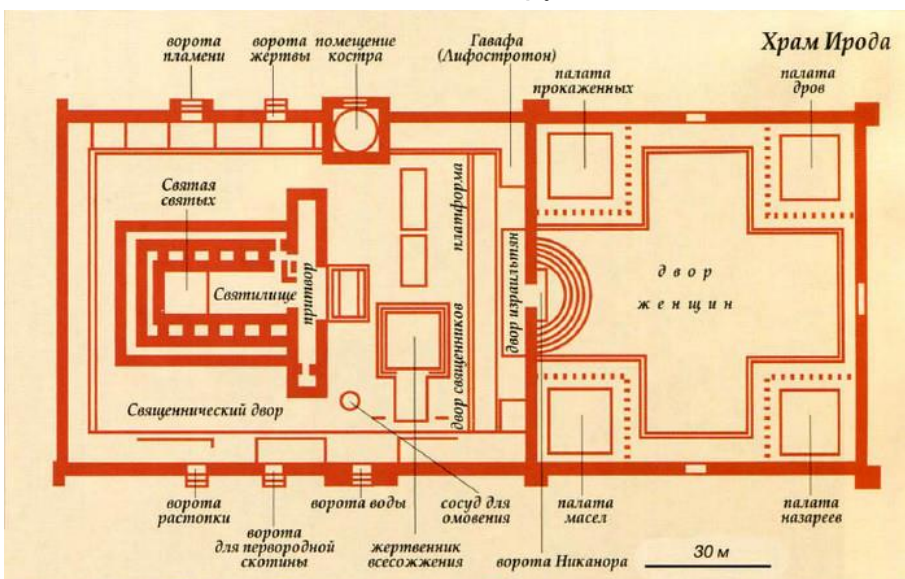 Храм Ирода
ворота
пламени
ворота
жертвы
помещение
костра
Гавафа
(Лифостротон)
палата
прокаженных
палата
дров
Святая
святых
Святилище
притвор
платформа
двор священников
двор израильтян
двор
женщин
Священнический двор
ворота
растопки
ворота
для первородной
скотины
ворота воды
жертвенник
всесожжения
сосуд для
омовения
ворота Никанора
палата
масел
палата
назареев
30 м